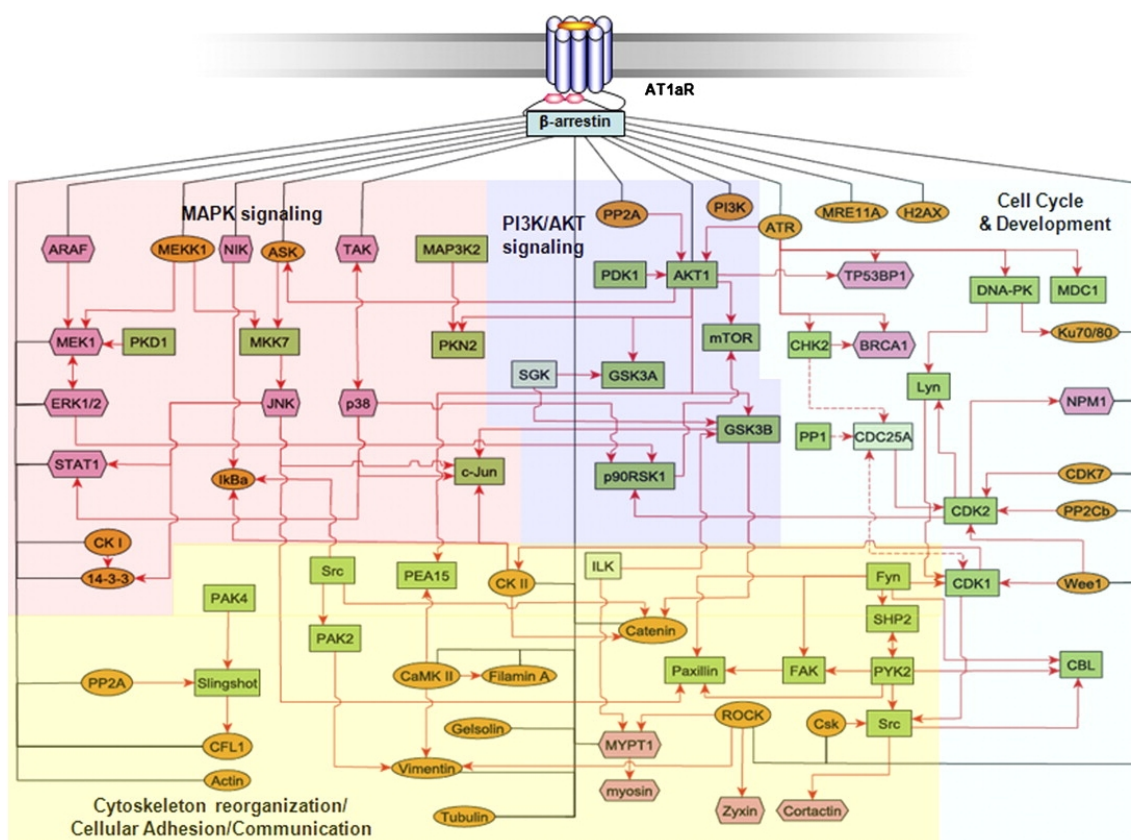 AT1aR
β-arrestin
MAPK signaling
PI3K/AKT
signaling
Cell Cycle
& Development
PP2A
PI3K
MRE11A
H2AX
ATR
ARAF
MEKK1
NIK
ASK
TAK
MAP3K2
PDK1
AKT1
TP53BP1
DNA-PK
MDC1
MEK1
PKD1
MKK7
PKN2
mTOR
CHK2
BRCA1
Ku70/80
SGK
GSK3A
Lyn
ERK1/2
JNK
p38
NPM1
GSK3B
PP1
CDC25A
STAT1
IkBa
c-Jun
p90RSK1
CDK7
CDK2
PP2Cb
CK I
14-3-3
Src
PEA15
CK II
ILK
Fyn
CDK1
Wee1
PAK4
SHP2
PAK2
Catenin
PP2A
Slingshot
CaMK II
Filamin A
Paxillin
FAK
PYK2
CBL
Gelsolin
ROCK
Csk
Src
CFL1
MYPT1
Actin
Vimentin
myosin
Cytoskeleton reorganization/
Cellular Adhesion/Communication
Tubulin
Zyxin
Cortactin